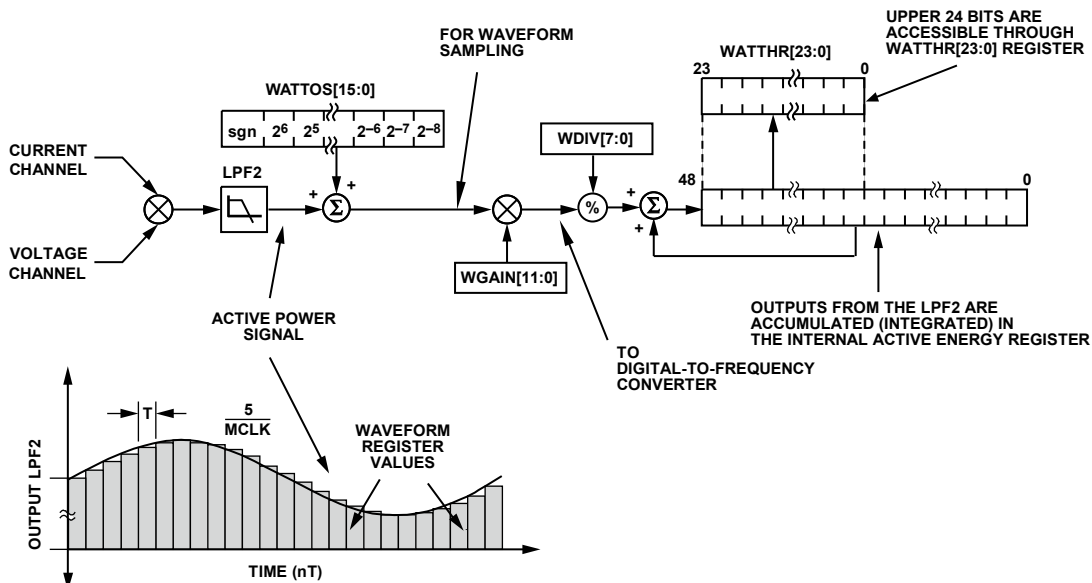 UPPER 24 BITS ARE
ACCESSIBLE THROUGH
WATTHR[23:0] REGISTER
FOR WAVEFORM
SAMPLING
WATTHR[23:0]
23
0
WATTOS[15:0]
sgn 2⁶ 2⁵ 2⁻⁶ 2⁻⁷ 2⁻⁸
WDIV[7:0]
CURRENT
CHANNEL
LPF2
+
+
Σ
%
+
Σ
+
48
0
VOLTAGE
CHANNEL
WGAIN[11:0]
ACTIVE POWER
SIGNAL
OUTPUTS FROM THE LPF2 ARE
ACCUMULATED (INTEGRATED) IN
THE INTERNAL ACTIVE ENERGY REGISTER
TO
DIGITAL-TO-FREQUENCY
CONVERTER
T
5
MCLK
WAVEFORM
REGISTER
VALUES
OUTPUT LPF2
TIME (nT)